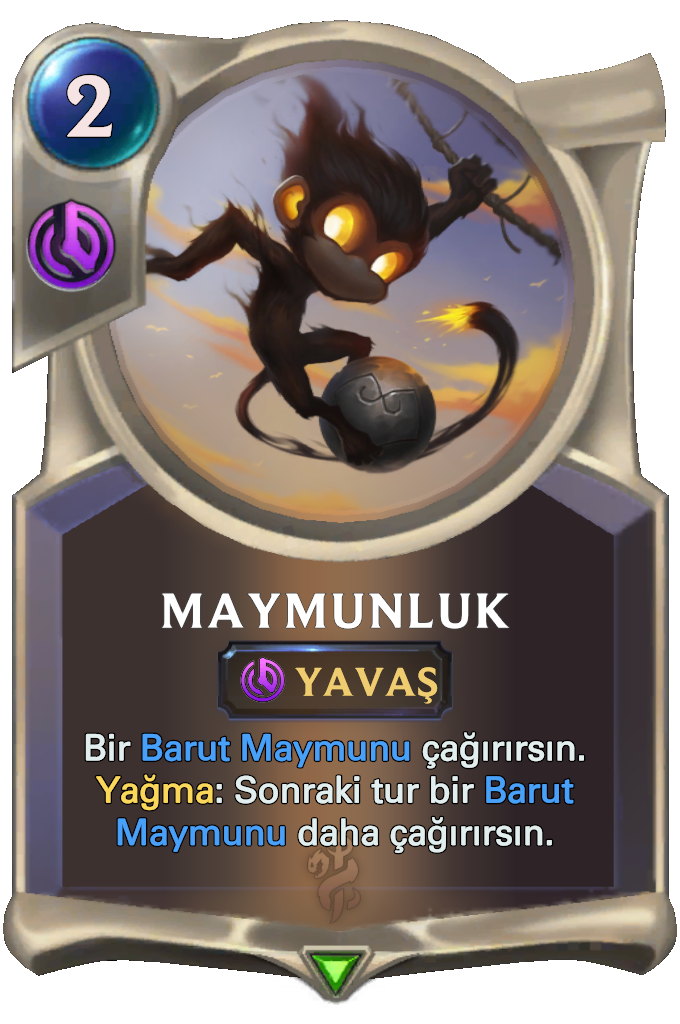 2
MAYMUNLUK
YAVAŞ
Bir Barut Maymunu çağırırsın.
Yağma: Sonraki tur bir Barut
Maymunu daha çağırırsın.